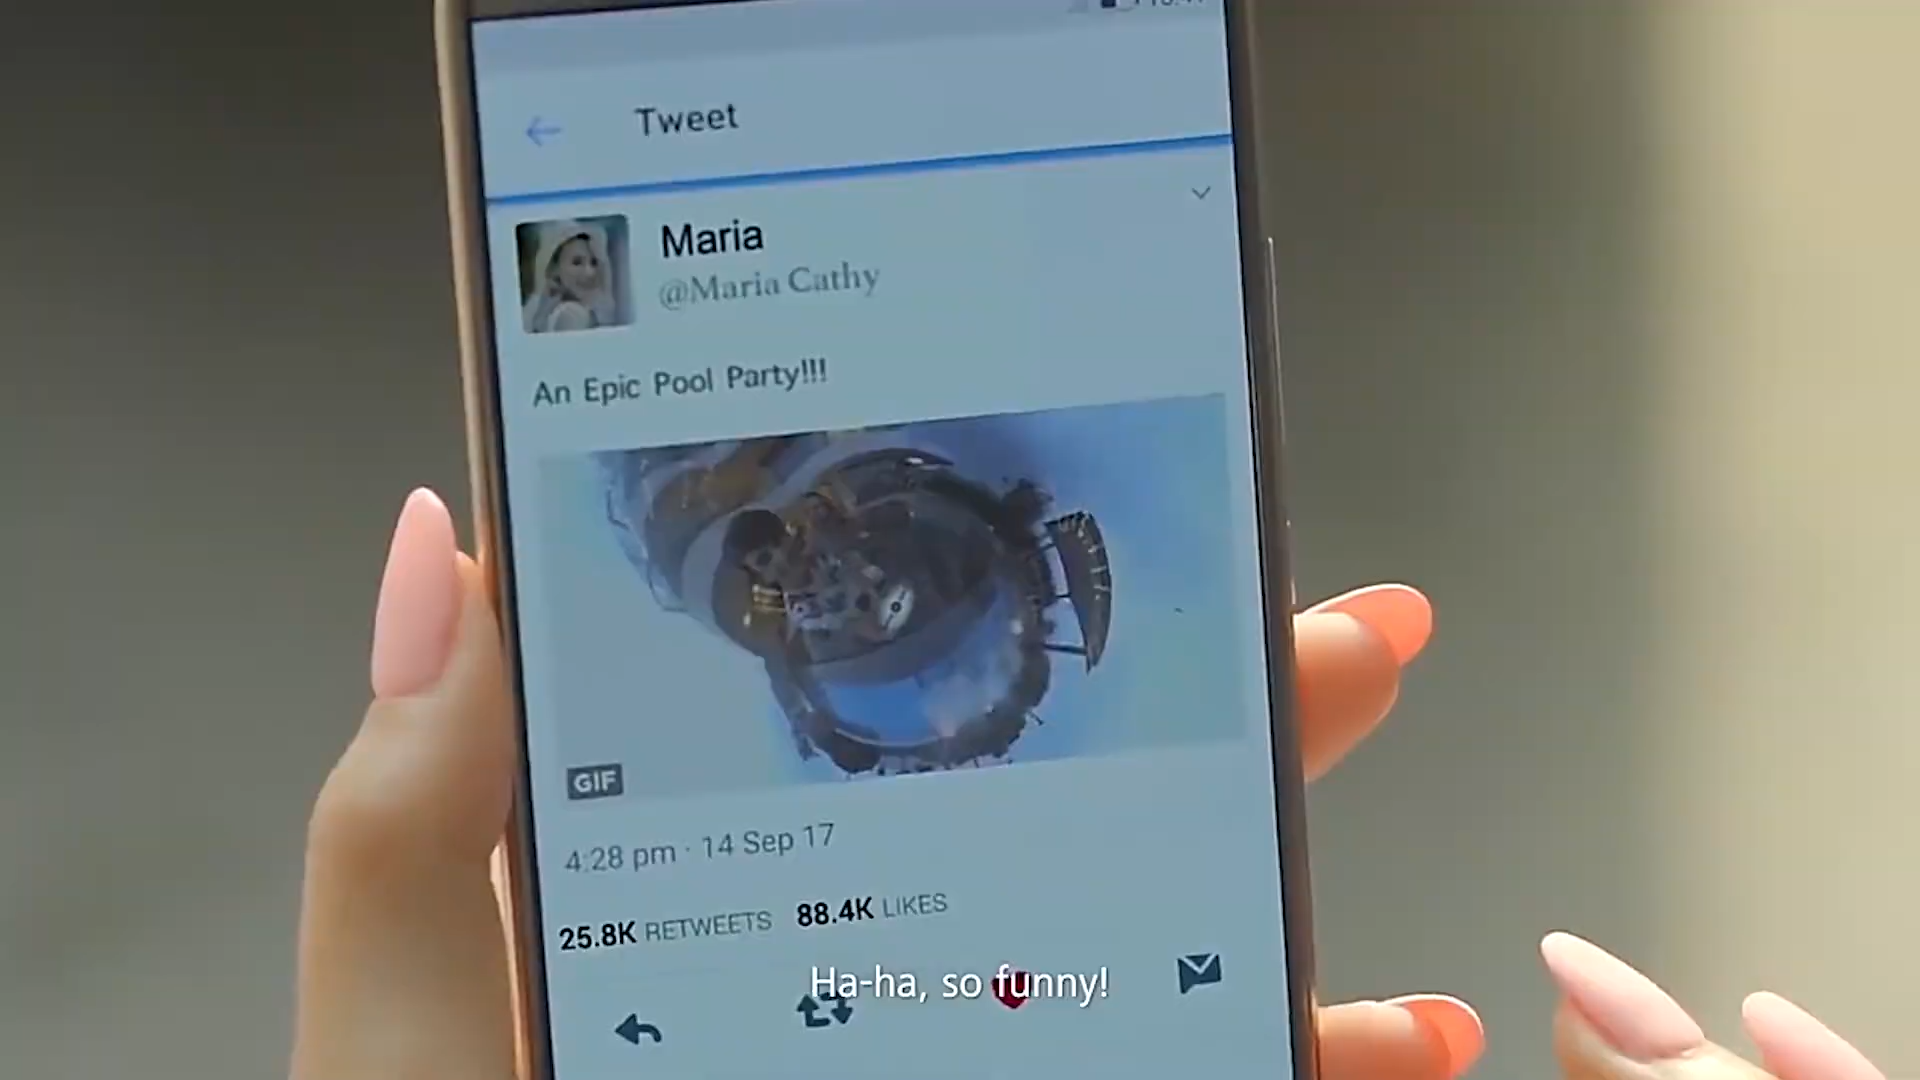 Tweet
Maria
@Maria Cathy
An Epic Pool Party!!!
GIF
4:28 pm · 14 Sep 17
25.8K RETWEETS 88.4K LIKES
Ha-ha, so funny!